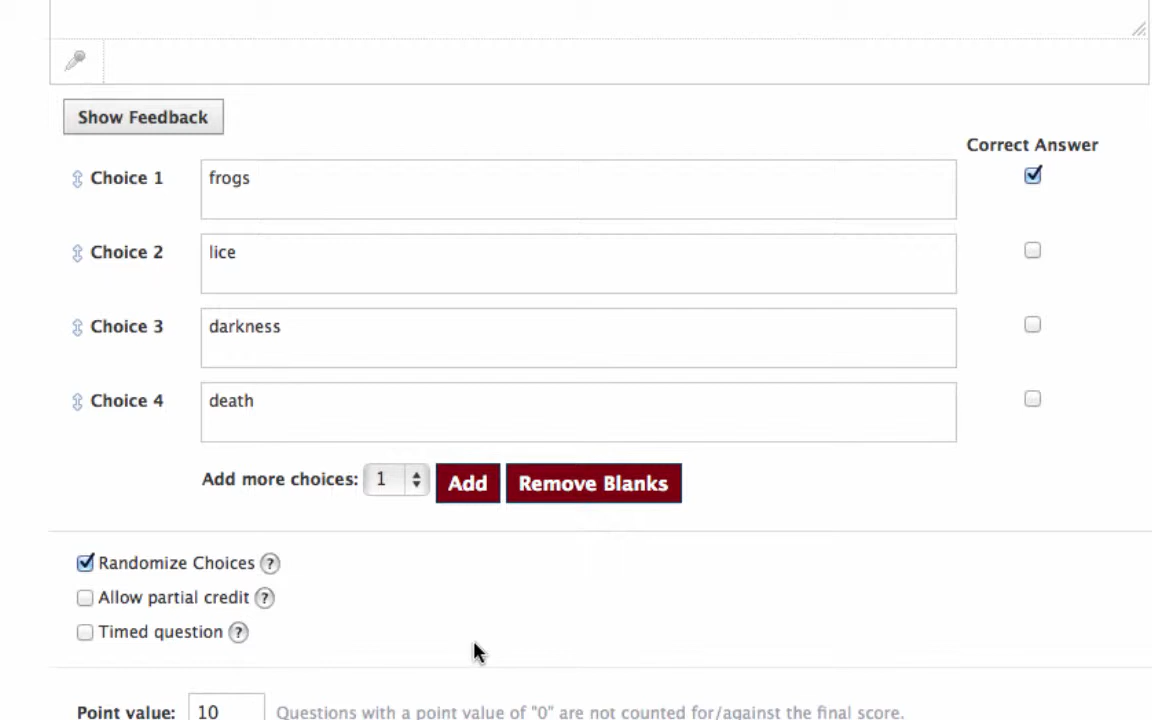 Show Feedback
Correct Answer
Choice 1 frogs
Choice 2 lice
Choice 3 darkness
Choice 4 death
Add more choices: 1 Add Remove Blanks
Randomize Choices ?
Allow partial credit ?
Timed question ?
Point value: 10 Questions with a point value of "0" are not counted for/against the final score.